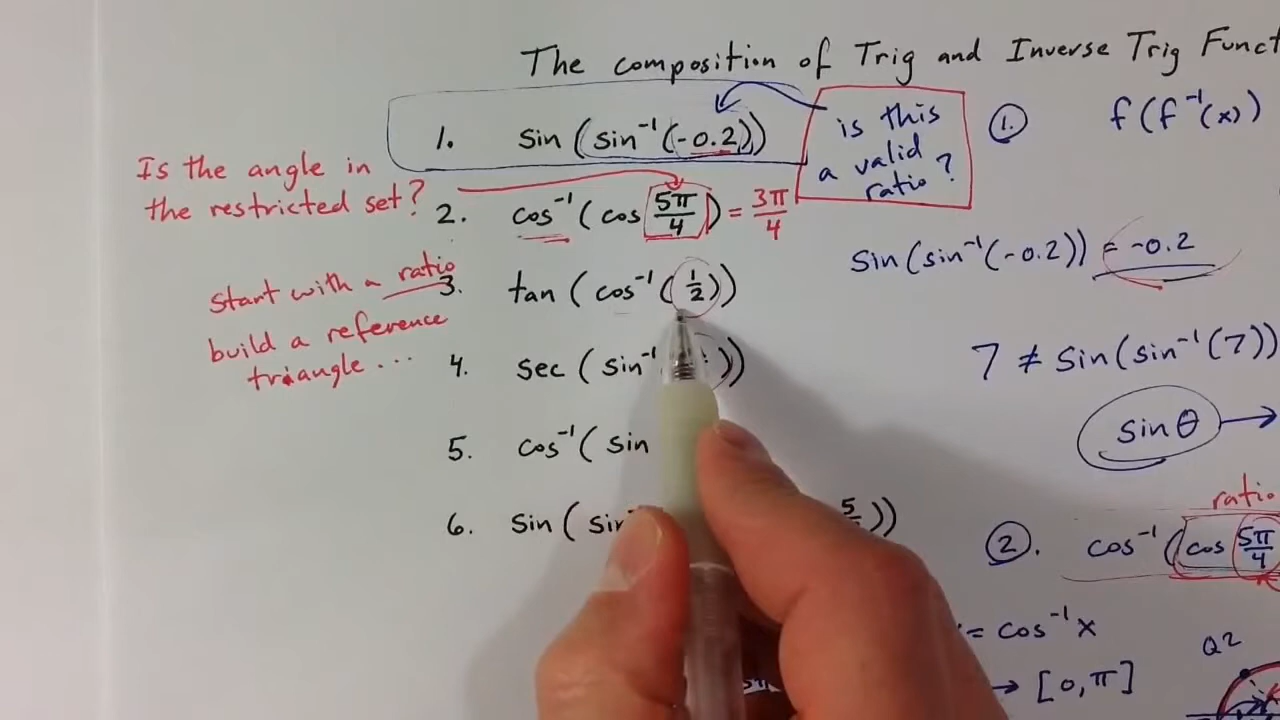 The composition of Trig and Inverse Trig Funct
1. sin (sin⁻¹(-0.2))
is this
a valid
ratio?
①. f(f⁻¹(x))
Is the angle in
the restricted set?
2. cos⁻¹(cos 5π/4) = 3π/4
sin(sin⁻¹(-0.2)) = -0.2
Start with a ratio
build a reference
triangle...
3. tan (cos⁻¹(1/2))
7 ≠ sin(sin⁻¹(7))
4. sec (sin⁻¹ ))
sin θ →
5. cos⁻¹( sin
ratio
6. sin ( sin 5/ ))
②. cos⁻¹(cos 5π/4
= cos⁻¹x
Q2
→ [0,π]